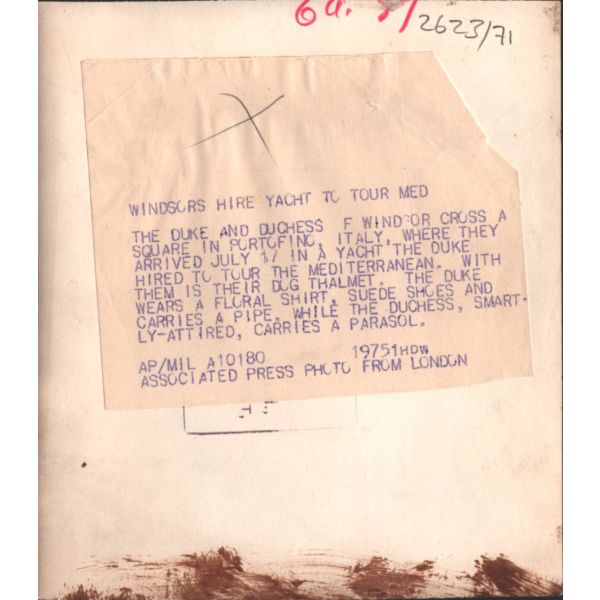 2623/71
WINDSORS HIRE YACHT TO TOUR MED
THE DUKE AND DUCHESS F WINDSOR CROSS A
SQUARE IN PORTOFINO, ITALY, WHERE THEY
ARRIVED JULY 17 IN A YACHT THE DUKE
HIRED TO TOUR THE MEDITERRANEAN. WITH
THEM IS THEIR DOG THALMET. THE DUKE
WEARS A FLORAL SHIRT, SUEDE SHOES AND
CARRIES A PIPE, WHILE THE DUCHESS, SMART-
LY-ATTIRED, CARRIES A PARASOL.
AP/MIL A10180 19751HDW
ASSOCIATED PRESS PHOTO FROM LONDON